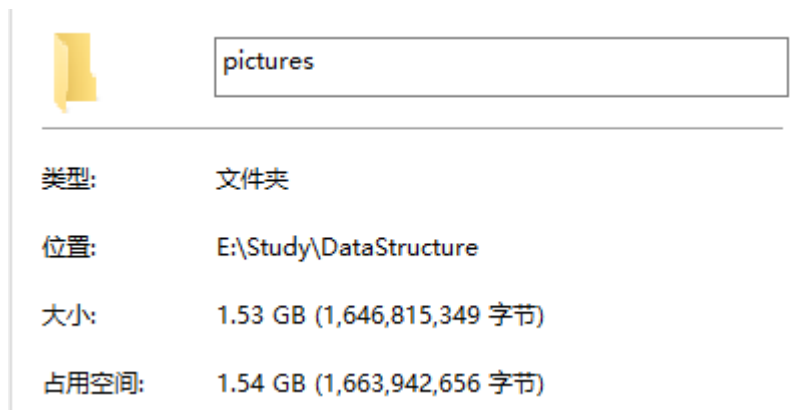 pictures
类型: 文件夹
位置: E:\Study\DataStructure
大小: 1.53 GB (1,646,815,349 字节)
占用空间: 1.54 GB (1,663,942,656 字节)